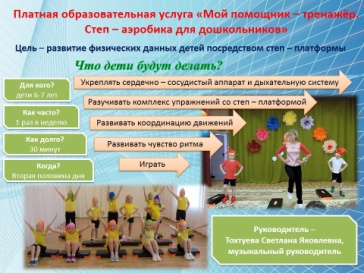 Платная образовательная услуга «Мой помощник – тренажёр.
Степ – аэробика для дошкольников»
Цель – развитие физических данных детей посредством степ – платформы
Что дети будут делать?
Для кого?
дети 6-7 лет
Как часто?
1 раз в неделю
Как долго?
30 минут
Когда?
Вторая половина дня
Укреплять сердечно – сосудистый аппарат и дыхательную систему
Разучивать комплекс упражнений со степ – платформой
Развивать координацию движений
Развивать чувство ритма
Играть
Руководитель –
Тохтуева Светлана Яковлевна,
музыкальный руководитель